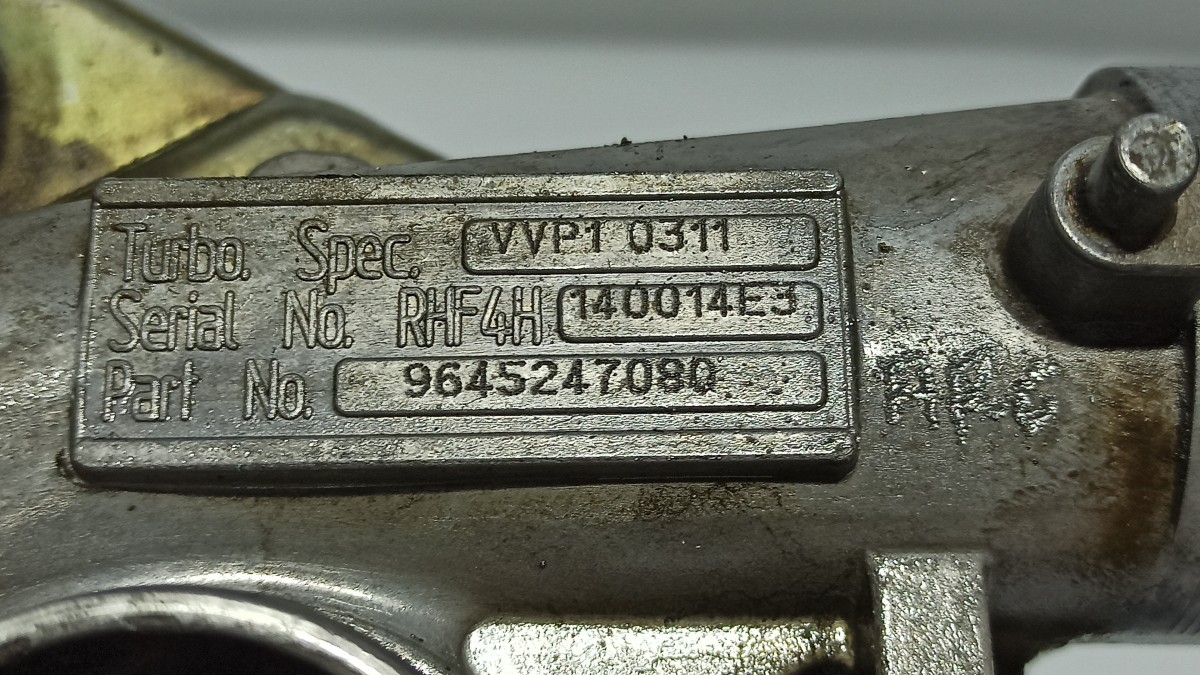 Turbo. Spec. VVP1 0311
Serial No. RHF4H 140014E3
Part No. 9645247080